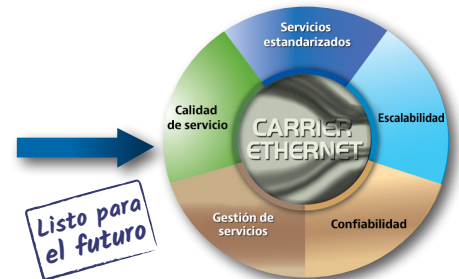 Servicios
estandarizados
Calidad
de servicio
Escalabilidad
CARRIER
ETHERNET
Listo para
el futuro
Gestión de
servicios
Confiabilidad